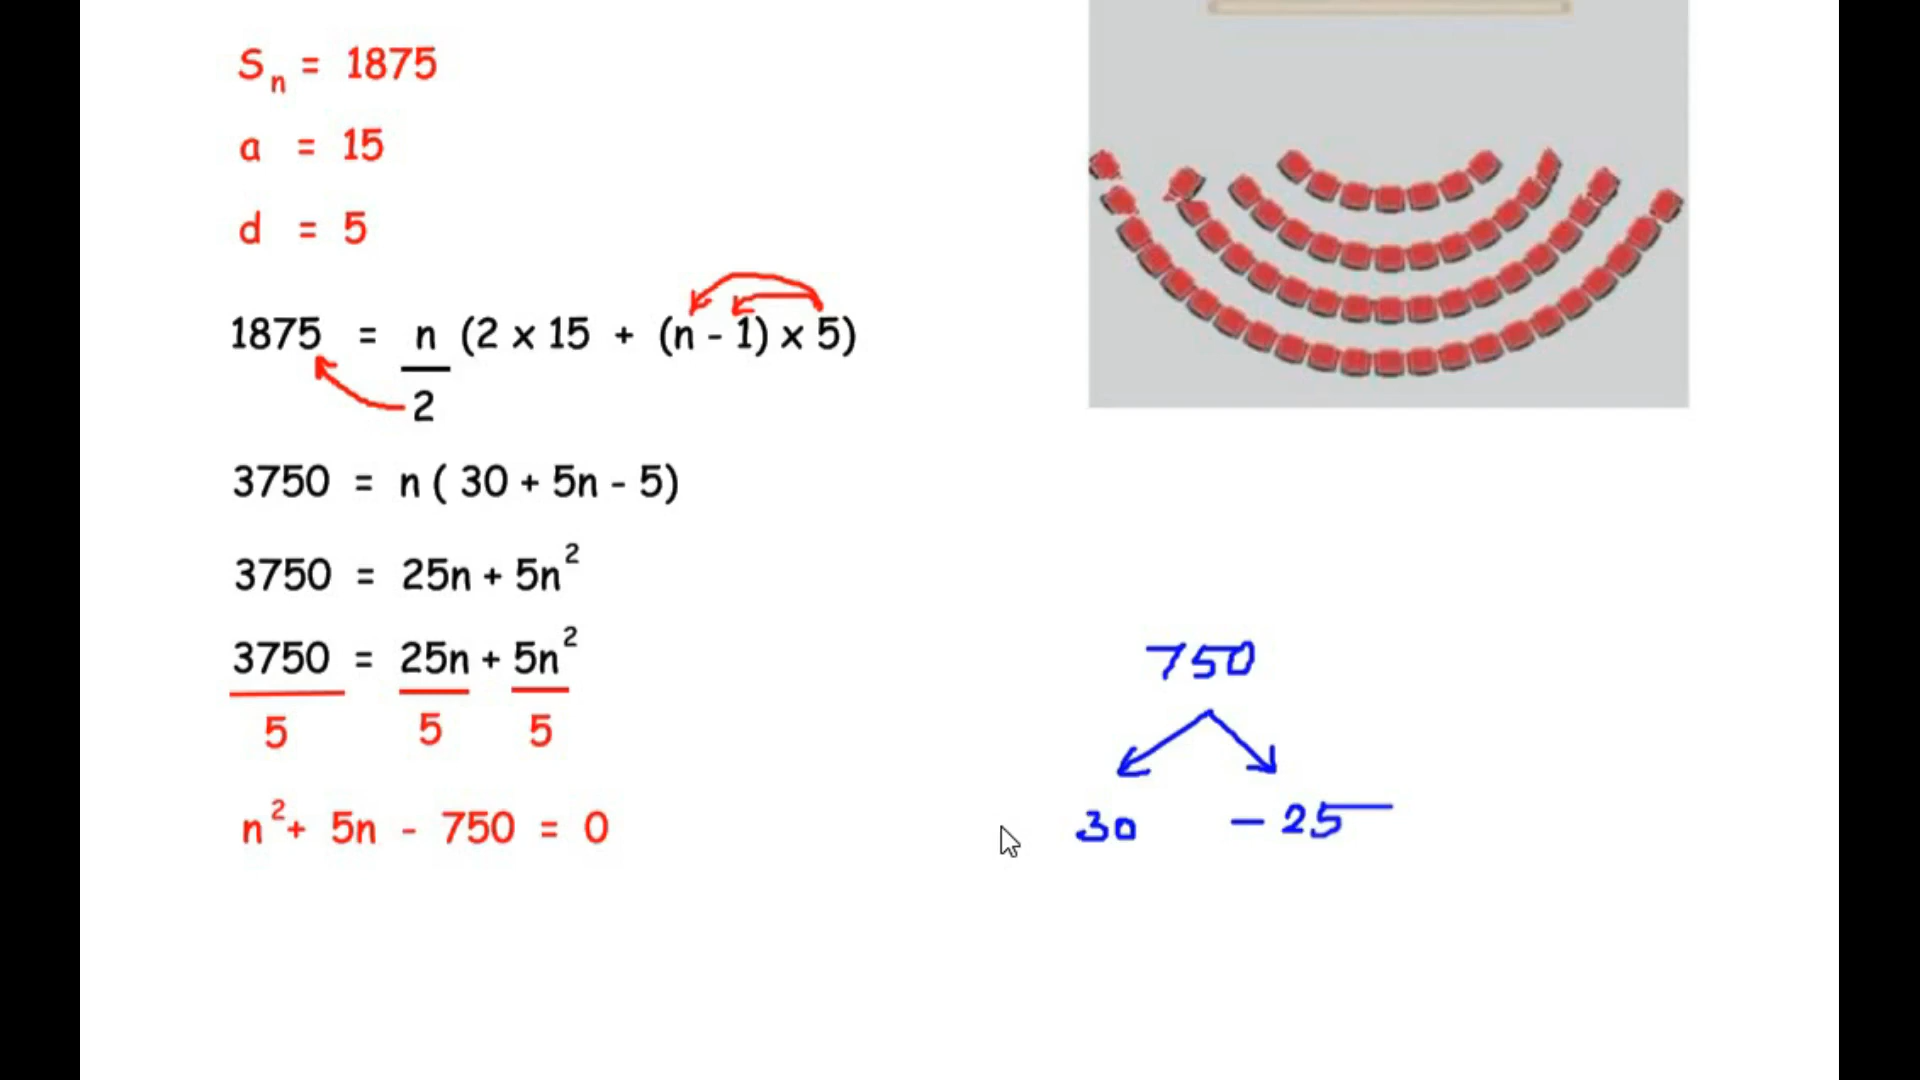 Sn = 1875
a = 15
d = 5
1875 = n/2 (2 x 15 + (n - 1) x 5)
3750 = n ( 30 + 5n - 5)
3750 = 25n + 5n²
3750/5 = 25n/5 + 5n²/5
n² + 5n - 750 = 0
750
30 - 25